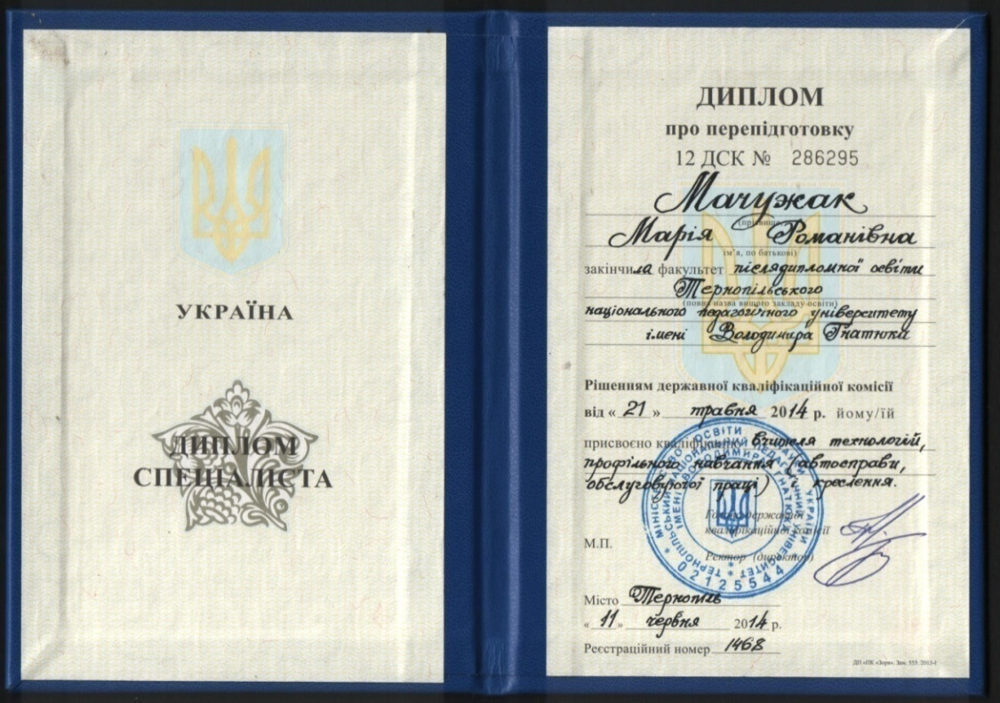 УКРАЇНА
ДИПЛОМ
СПЕЦІАЛІСТА
ДИПЛОМ
про перепідготовку
12 ДСК № 286295
Мачужак
(прізвище)
Марія Романівна
(ім'я, по батькові)
закінчила факультет післядипломної освіти
Тернопільського
(повна назва вищого закладу освіти)
національного педагогічного університету
імені Володимира Гнатюка
Рішенням державної кваліфікаційної комісії
від « 21 » травня 2014 р. йому/їй
присвоєно кваліфікацію вчителя технологій,
профільного навчання (автосправи,
обслуговуючої праці) і креслення.
Голова державної
кваліфікаційної комісії
М.П.
Ректор (директор)
МІНІСТЕРСТВО ОСВІТИ НАУКИ УКРАЇНИ
ТЕРНОПІЛЬСЬКИЙ НАЦІОНАЛЬНИЙ ПЕДАГОГІЧНИЙ УНІВЕРСИТЕТ
ІМЕНІ ВОЛОДИМИРА ГНАТЮКА
02125544
Місто Тернопіль
« 11 » червня 2014 р.
Реєстраційний номер 1468
ДП «ПК «Зоря». Зам. 555. 2013-І